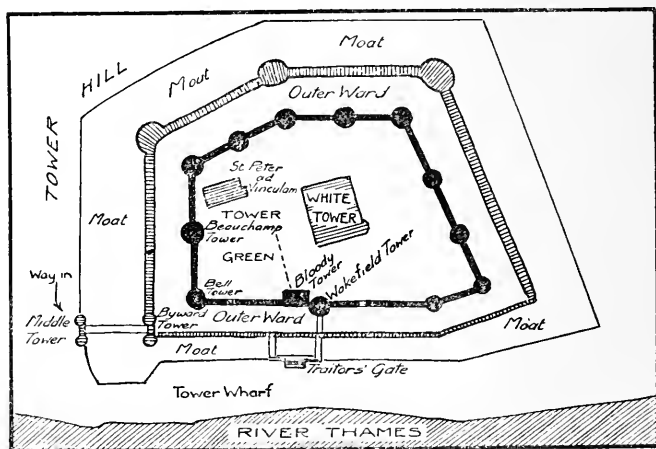 Moat
HILL
Mout
Outer Ward
TOWER
St Peter
ad
Vinculam
WHITE
TOWER
TOWER
Beauchamp
Tower
Moat
GREEN
Bloody
Tower
Wakefield Tower
Way in
Bell
Tower
Middle
Tower
Byward
Tower
Outer Ward
Moat
Moat
Traitors' Gate
Tower Wharf
RIVER THAMES